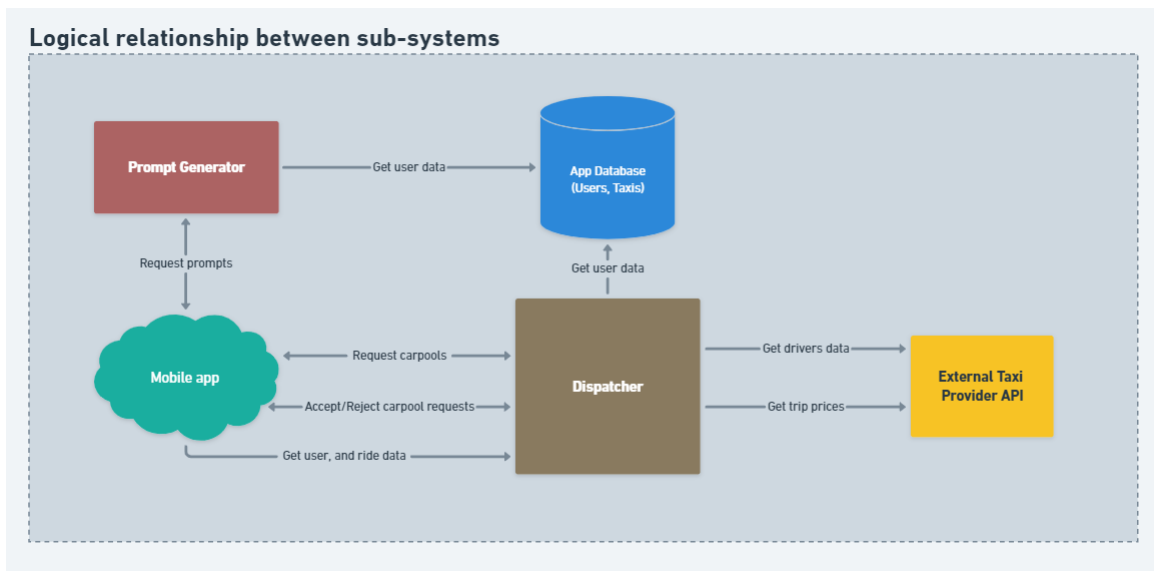 Logical relationship between sub-systems
Prompt Generator
Get user data
App Database
(Users, Taxis)
Request prompts
Get user data
Mobile app
Request carpools
Accept/Reject carpool requests
Get user, and ride data
Dispatcher
Get drivers data
Get trip prices
External Taxi
Provider API